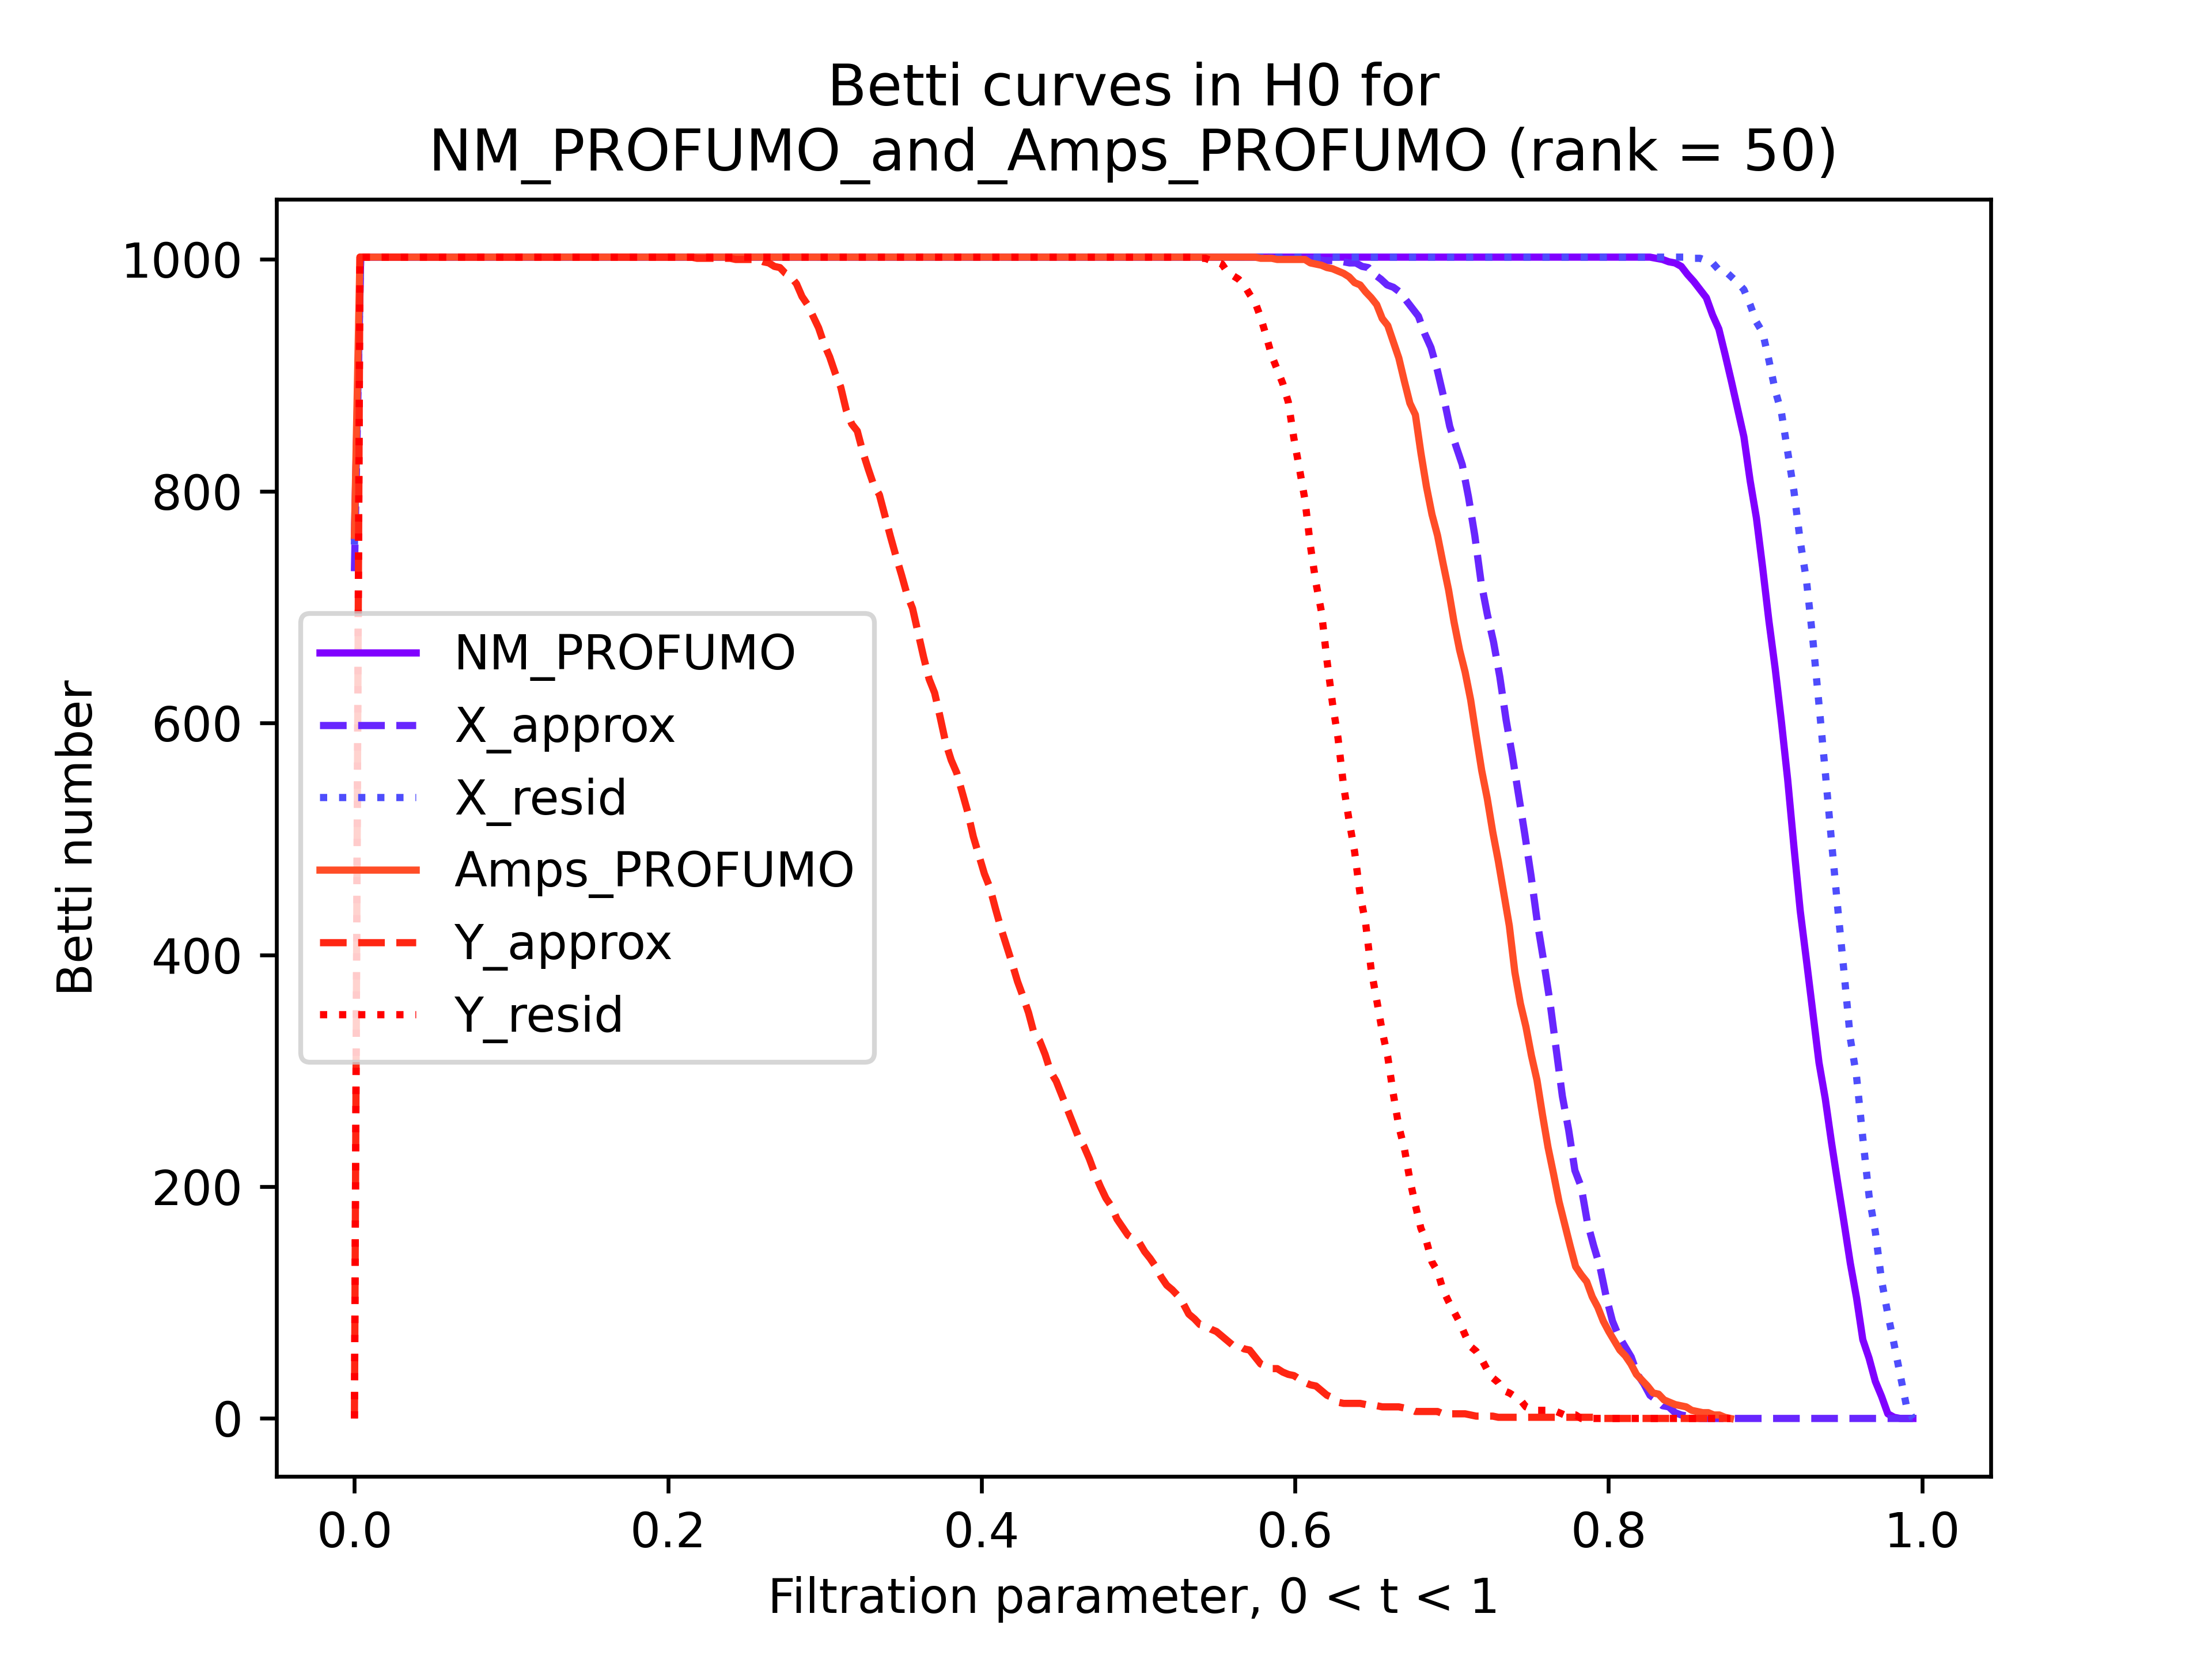 Betti curves in H0 for
NM_PROFUMO_and_Amps_PROFUMO (rank = 50)
Betti number
1000
800
600
400
200
0
NM_PROFUMO
X_approx
X_resid
Amps_PROFUMO
Y_approx
Y_resid
0.0 0.2 0.4 0.6 0.8 1.0
Filtration parameter, 0 < t < 1